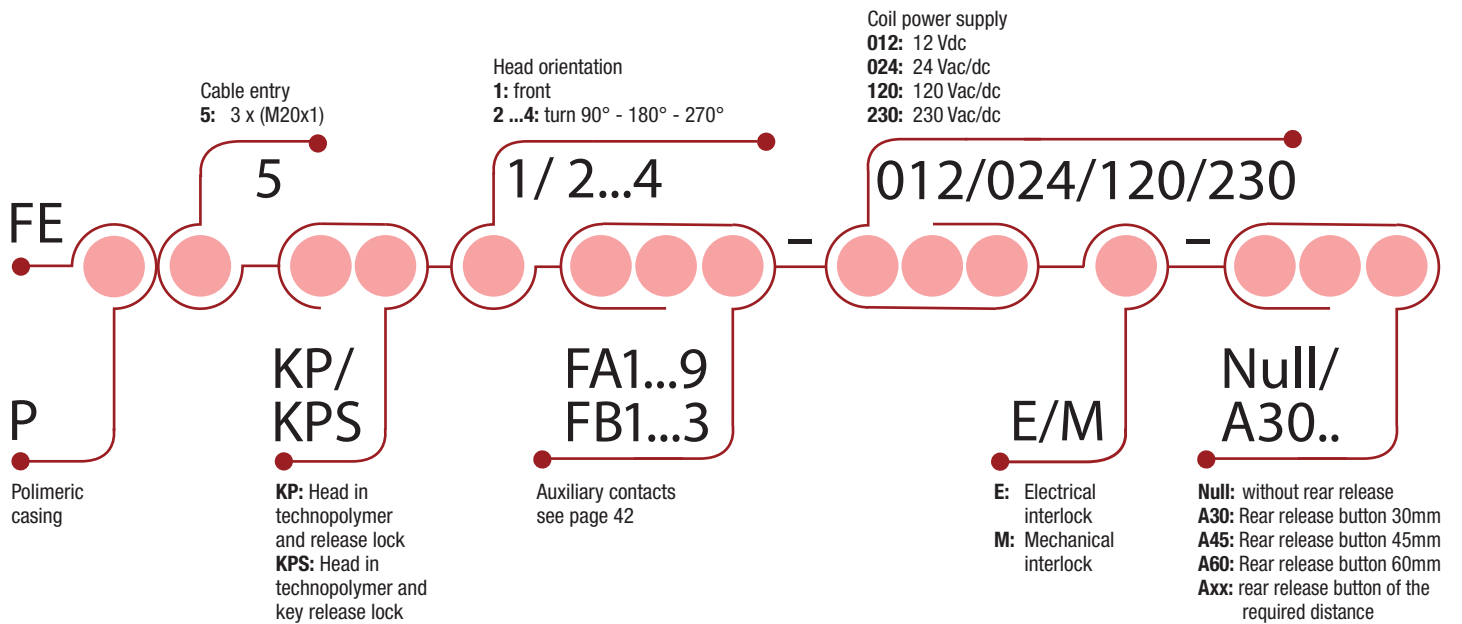 Coil power supply
012: 12 Vdc
024: 24 Vac/dc
120: 120 Vac/dc
230: 230 Vac/dc
Head orientation
1: front
2 ...4: turn 90° - 180° - 270°
Cable entry
5: 3 x (M20x1)
5
1/ 2...4
012/024/120/230
FE
-
-
P
KP/
KPS
FA1...9
FB1...3
E/M
Null/
A30..
Polimeric
casing
KP: Head in
technopolymer
and release lock
KPS: Head in
technopolymer and
key release lock
Auxiliary contacts
see page 42
E: Electrical
interlock
M: Mechanical
interlock
Null: without rear release
A30: Rear release button 30mm
A45: Rear release button 45mm
A60: Rear release button 60mm
Axx: rear release button of the
required distance